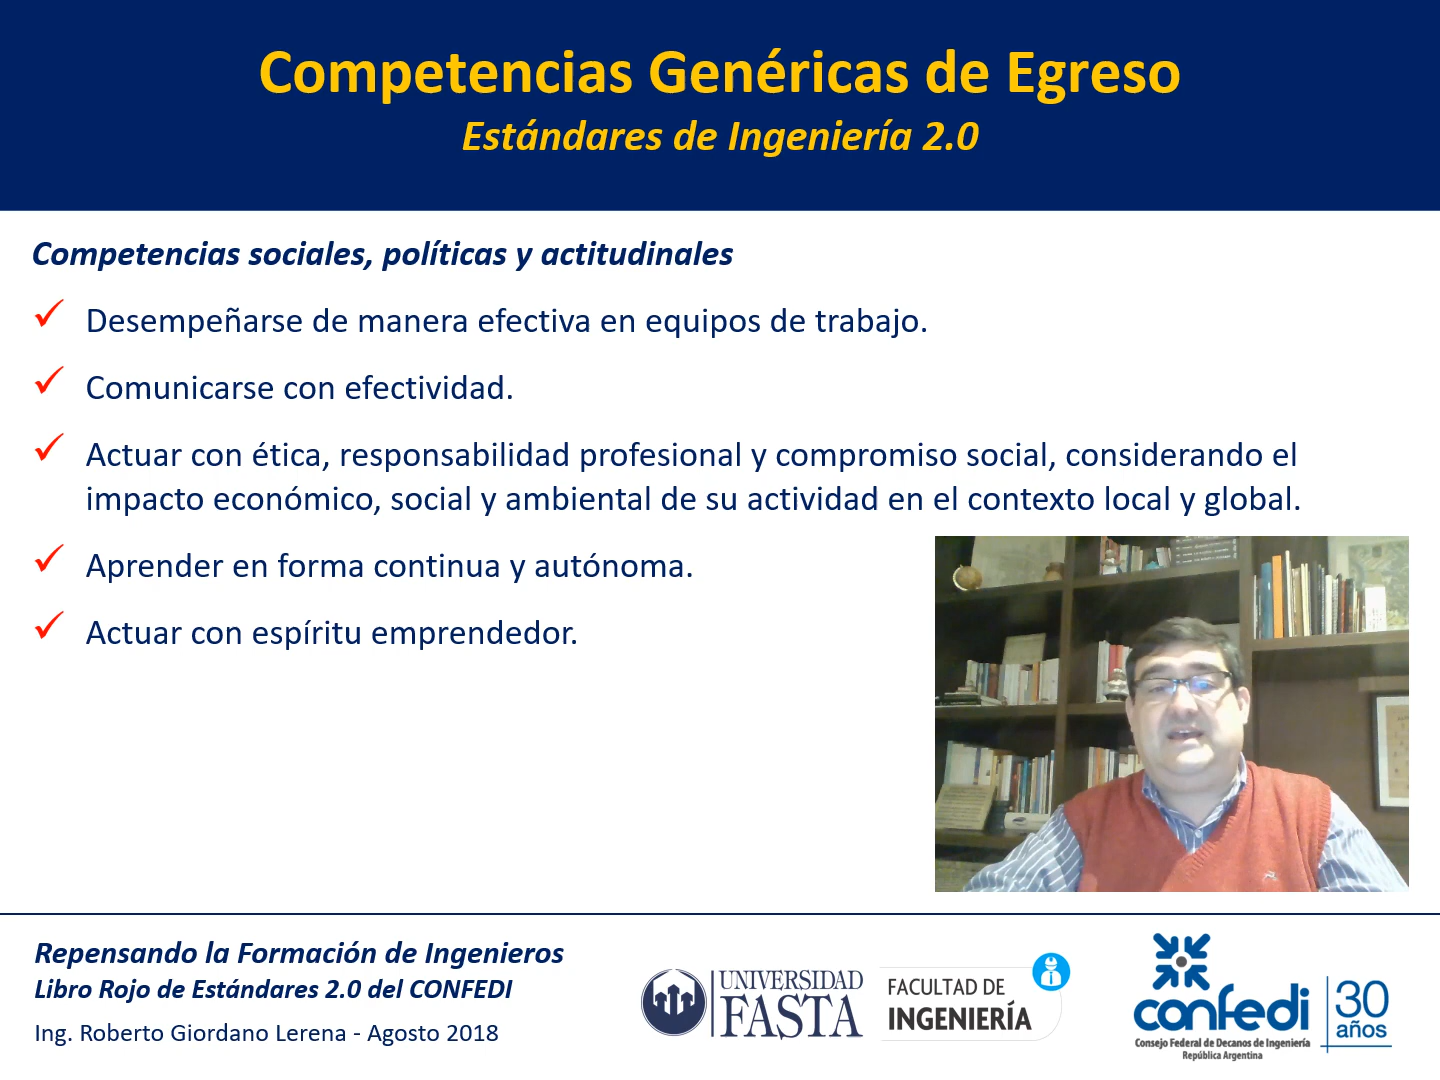 Competencias Genéricas de Egreso
Estándares de Ingeniería 2.0
Competencias sociales, políticas y actitudinales
✓ Desempeñarse de manera efectiva en equipos de trabajo.
✓ Comunicarse con efectividad.
✓ Actuar con ética, responsabilidad profesional y compromiso social, considerando el
impacto económico, social y ambiental de su actividad en el contexto local y global.
✓ Aprender en forma continua y autónoma.
✓ Actuar con espíritu emprendedor.
Repensando la Formación de Ingenieros
Libro Rojo de Estándares 2.0 del CONFEDI
Ing. Roberto Giordano Lerena - Agosto 2018
UNIVERSIDAD
FASTA
FACULTAD DE
INGENIERÍA
confedi
Consejo Federal de Decanos de Ingeniería
República Argentina
30
años